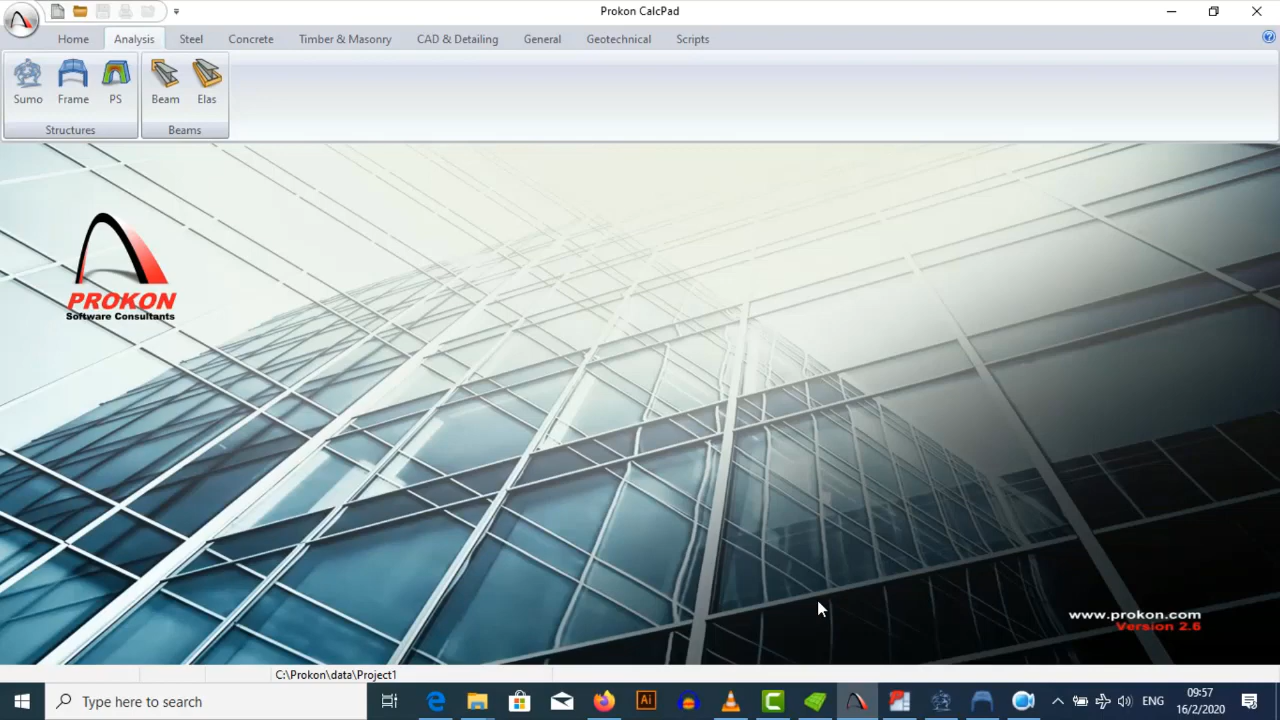 Prokon CalcPad
Home Analysis Steel Concrete Timber & Masonry CAD & Detailing General Geotechnical Scripts
Sumo Frame PS Beam Elas
Structures Beams
PROKON
Software Consultants
www.prokon.com
Version 2.6
C:\Prokon\data\Project1
Type here to search
Ai
ENG
09:57
16/2/2020